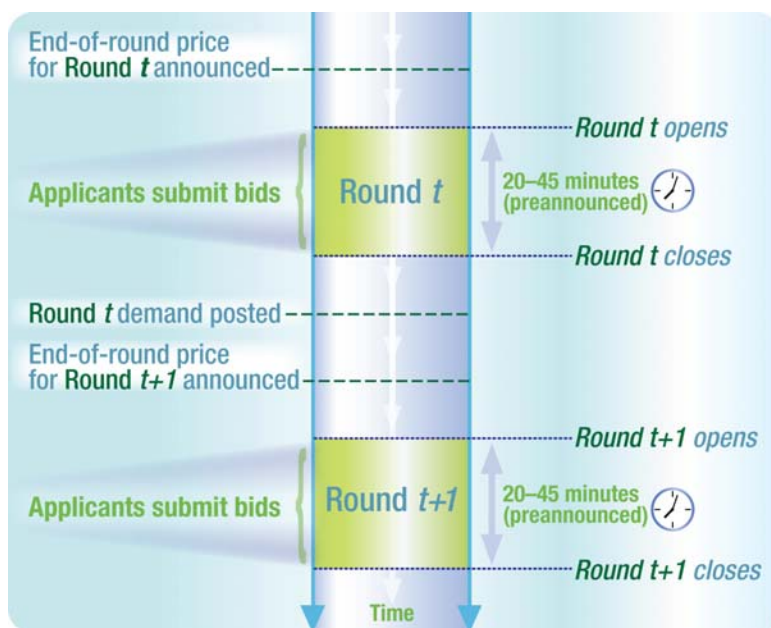 End-of-round price
for Round t announced
Round t opens
Applicants submit bids
Round t
20–45 minutes
(preannounced)
Round t closes
Round t demand posted
End-of-round price
for Round t+1 announced
Round t+1 opens
Applicants submit bids
Round t+1
20–45 minutes
(preannounced)
Round t+1 closes
Time